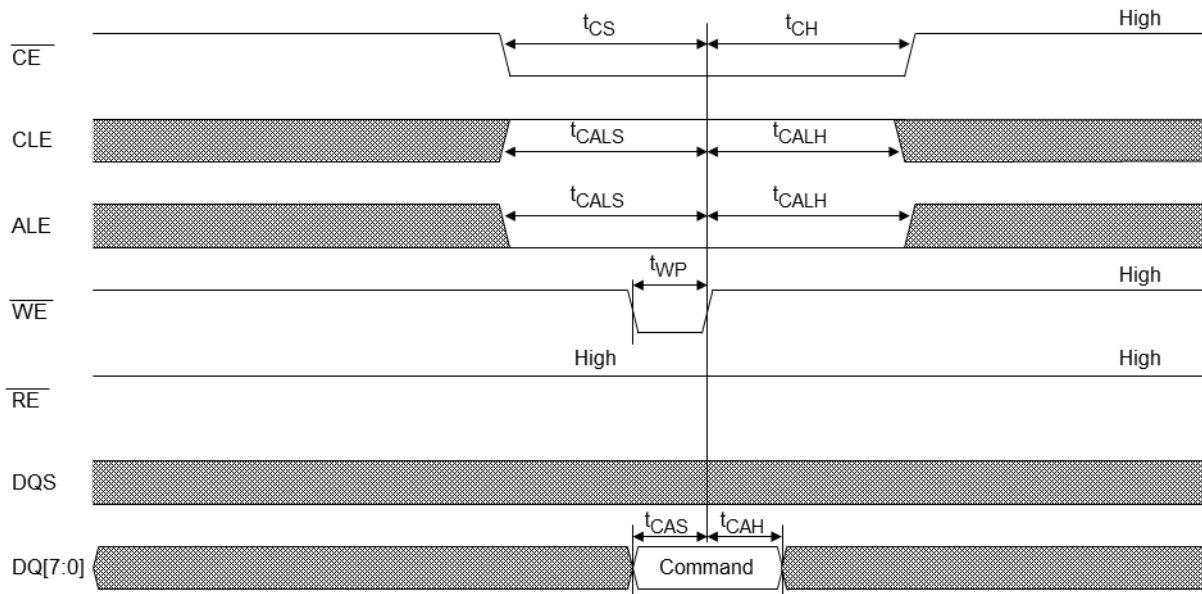 tCS tCH High
CE
CLE tCALS tCALH
ALE tCALS tCALH
tWP High
WE
High High
RE
DQS
tCAS tCAH
DQ[7:0] Command